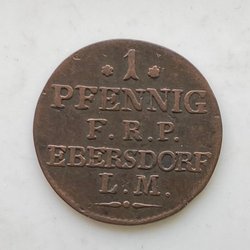 * 1 *
PFENNIG
F. R. P.
EBERSDORF
L. M.